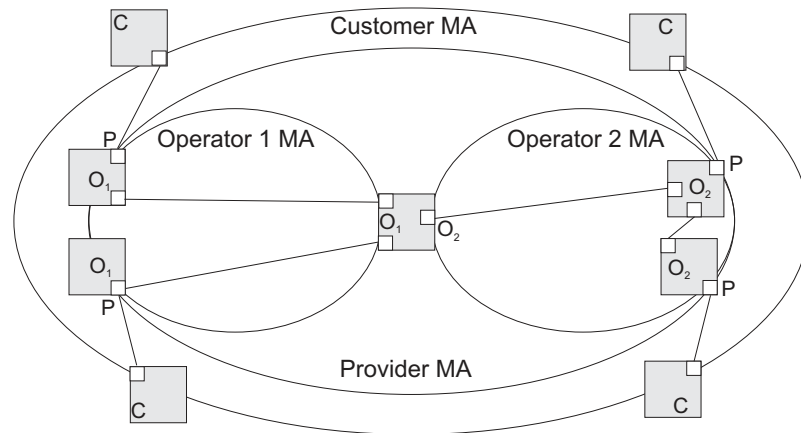 Customer MA
C
C
P
Operator 1 MA
Operator 2 MA
P
O₁
O₂
O₁
O₂
O₁
O₂
P
P
Provider MA
C
C